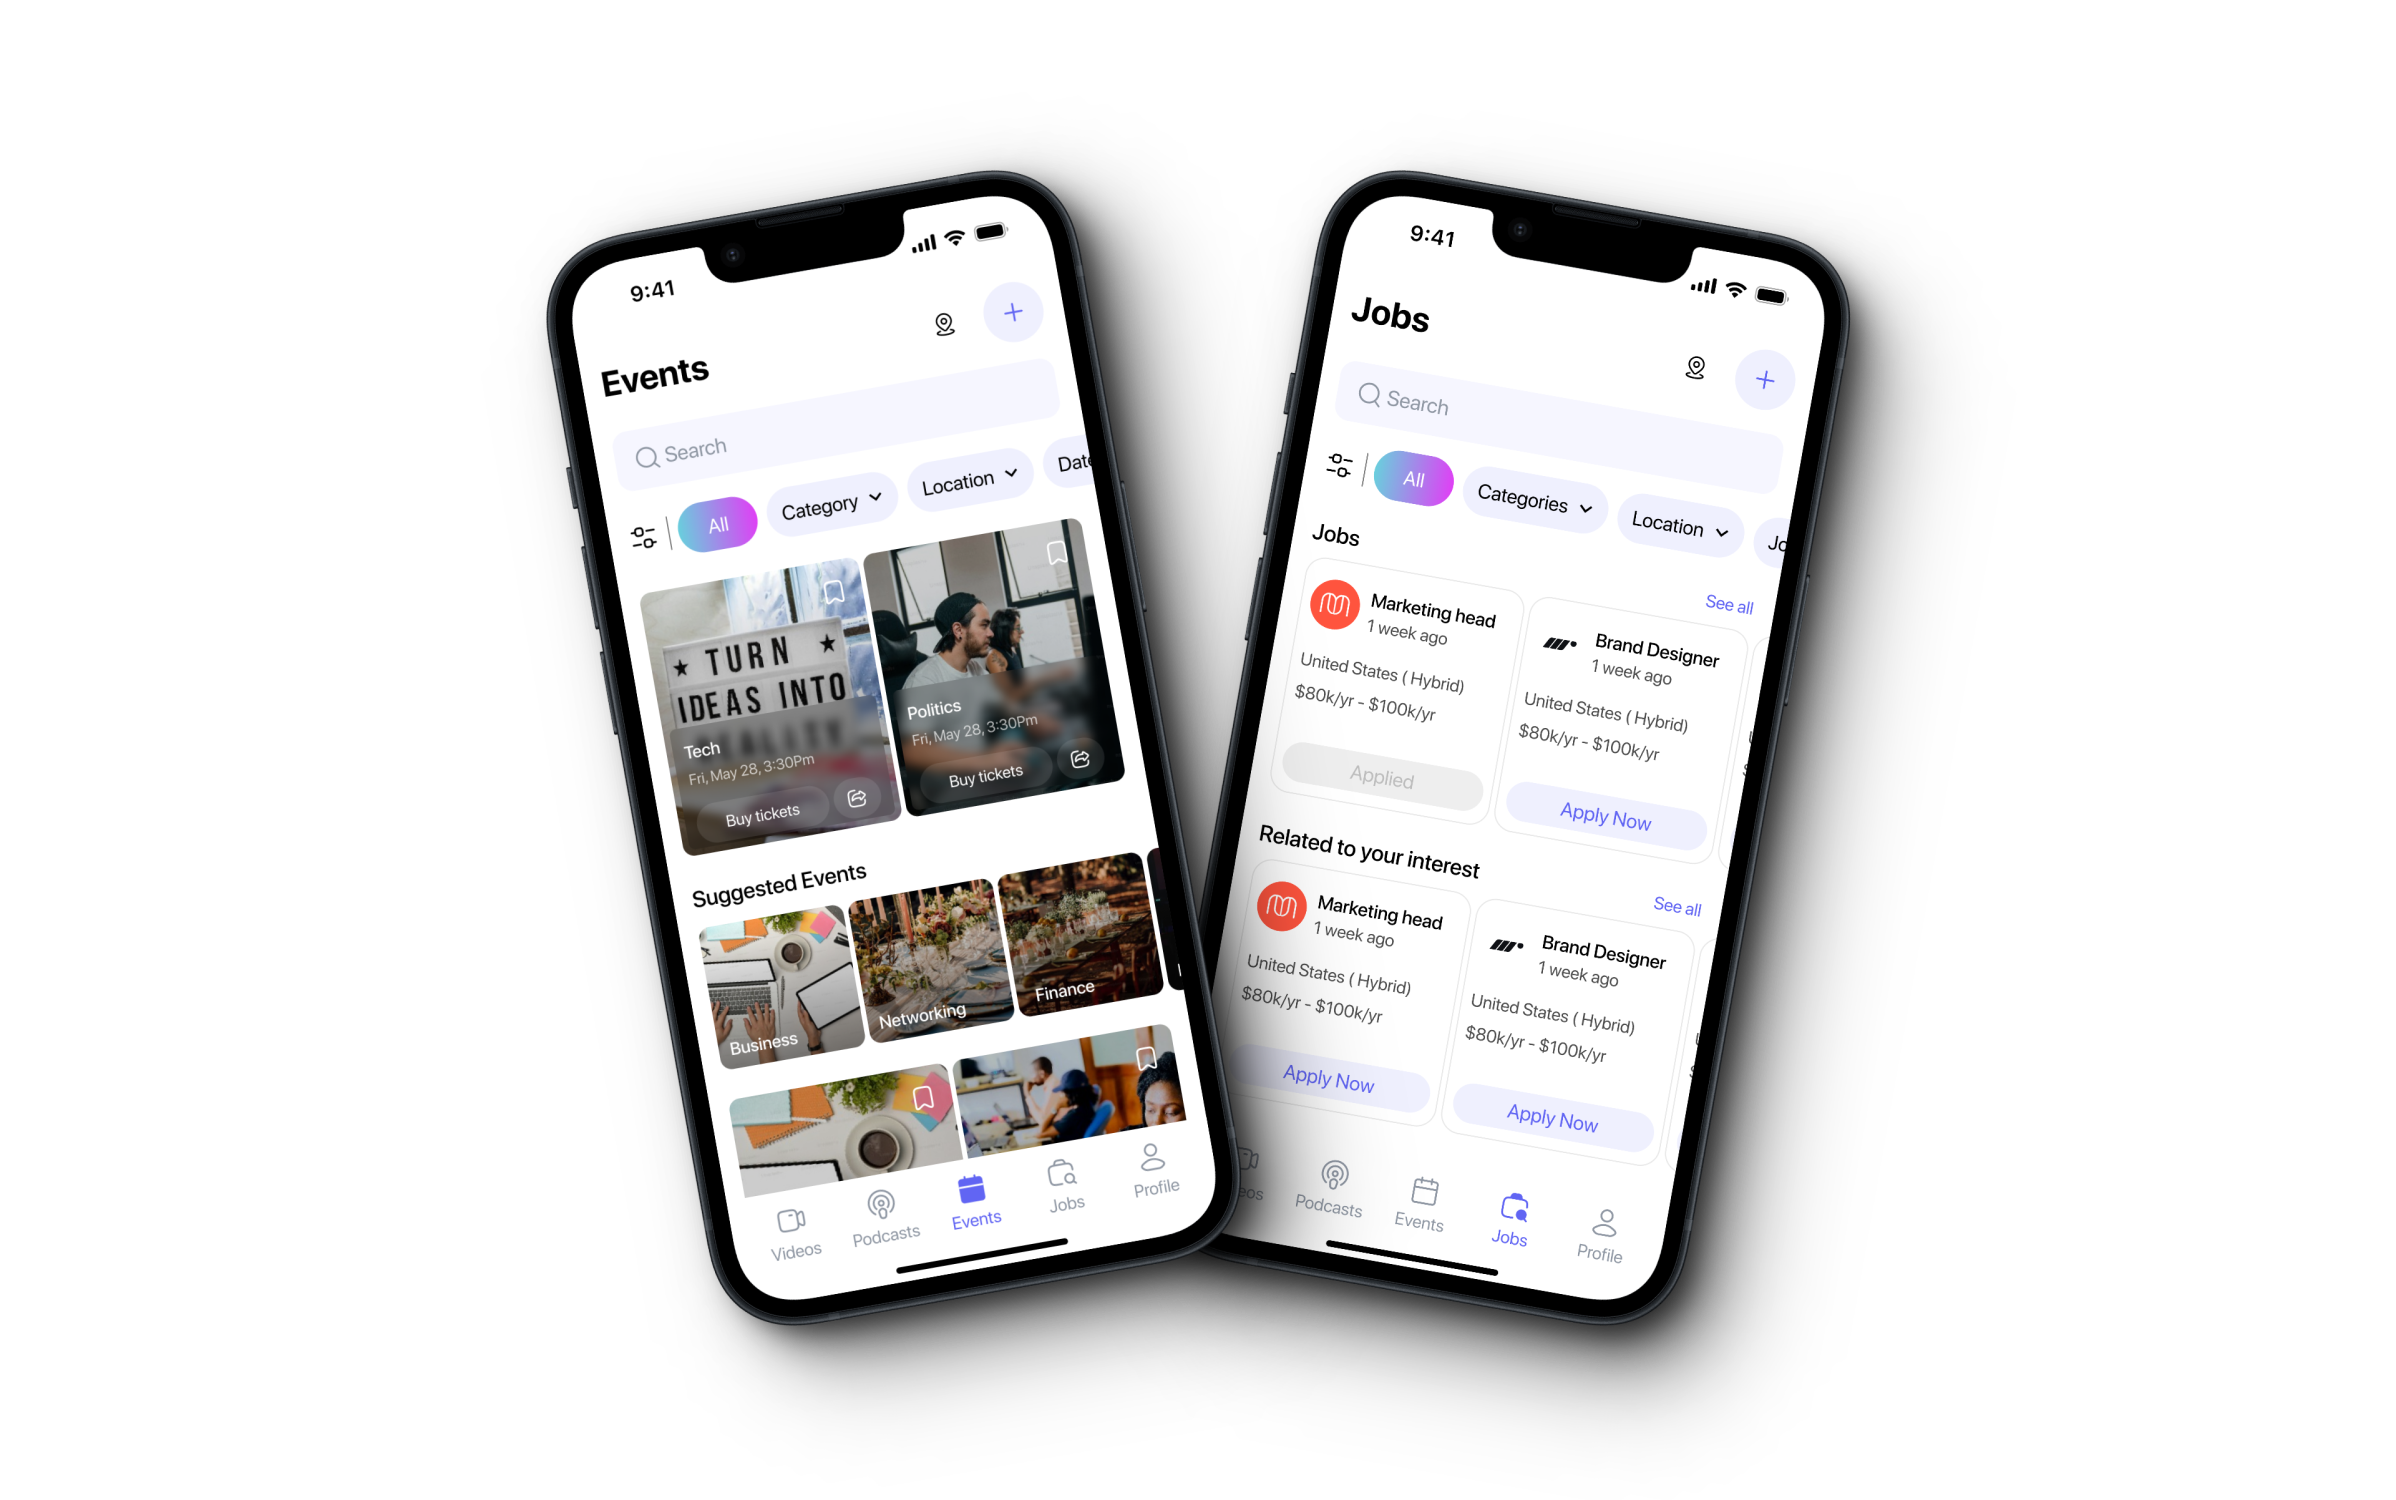 9:41
Events
Search
All
Category
Location
TURN
IDEAS INTO
REALITY
Tech
Fri, May 28, 3:30Pm
Buy tickets
Politics
Fri, May 28, 3:30Pm
Buy tickets
Suggested Events
Business
Networking
Finance
Videos
Podcasts
Events
Jobs
Profile
9:41
Jobs
Search
All
Categories
Location
Jo
Jobs
See all
Marketing head
1 week ago
United States ( Hybrid)
$80k/yr - $100k/yr
Applied
Brand Designer
1 week ago
United States ( Hybrid)
$80k/yr - $100k/yr
Apply Now
Related to your interest
See all
Marketing head
1 week ago
United States ( Hybrid)
$80k/yr - $100k/yr
Apply Now
Brand Designer
1 week ago
United States ( Hybrid)
$80k/yr - $100k/yr
Apply Now
eos
Podcasts
Events
Jobs
Profile